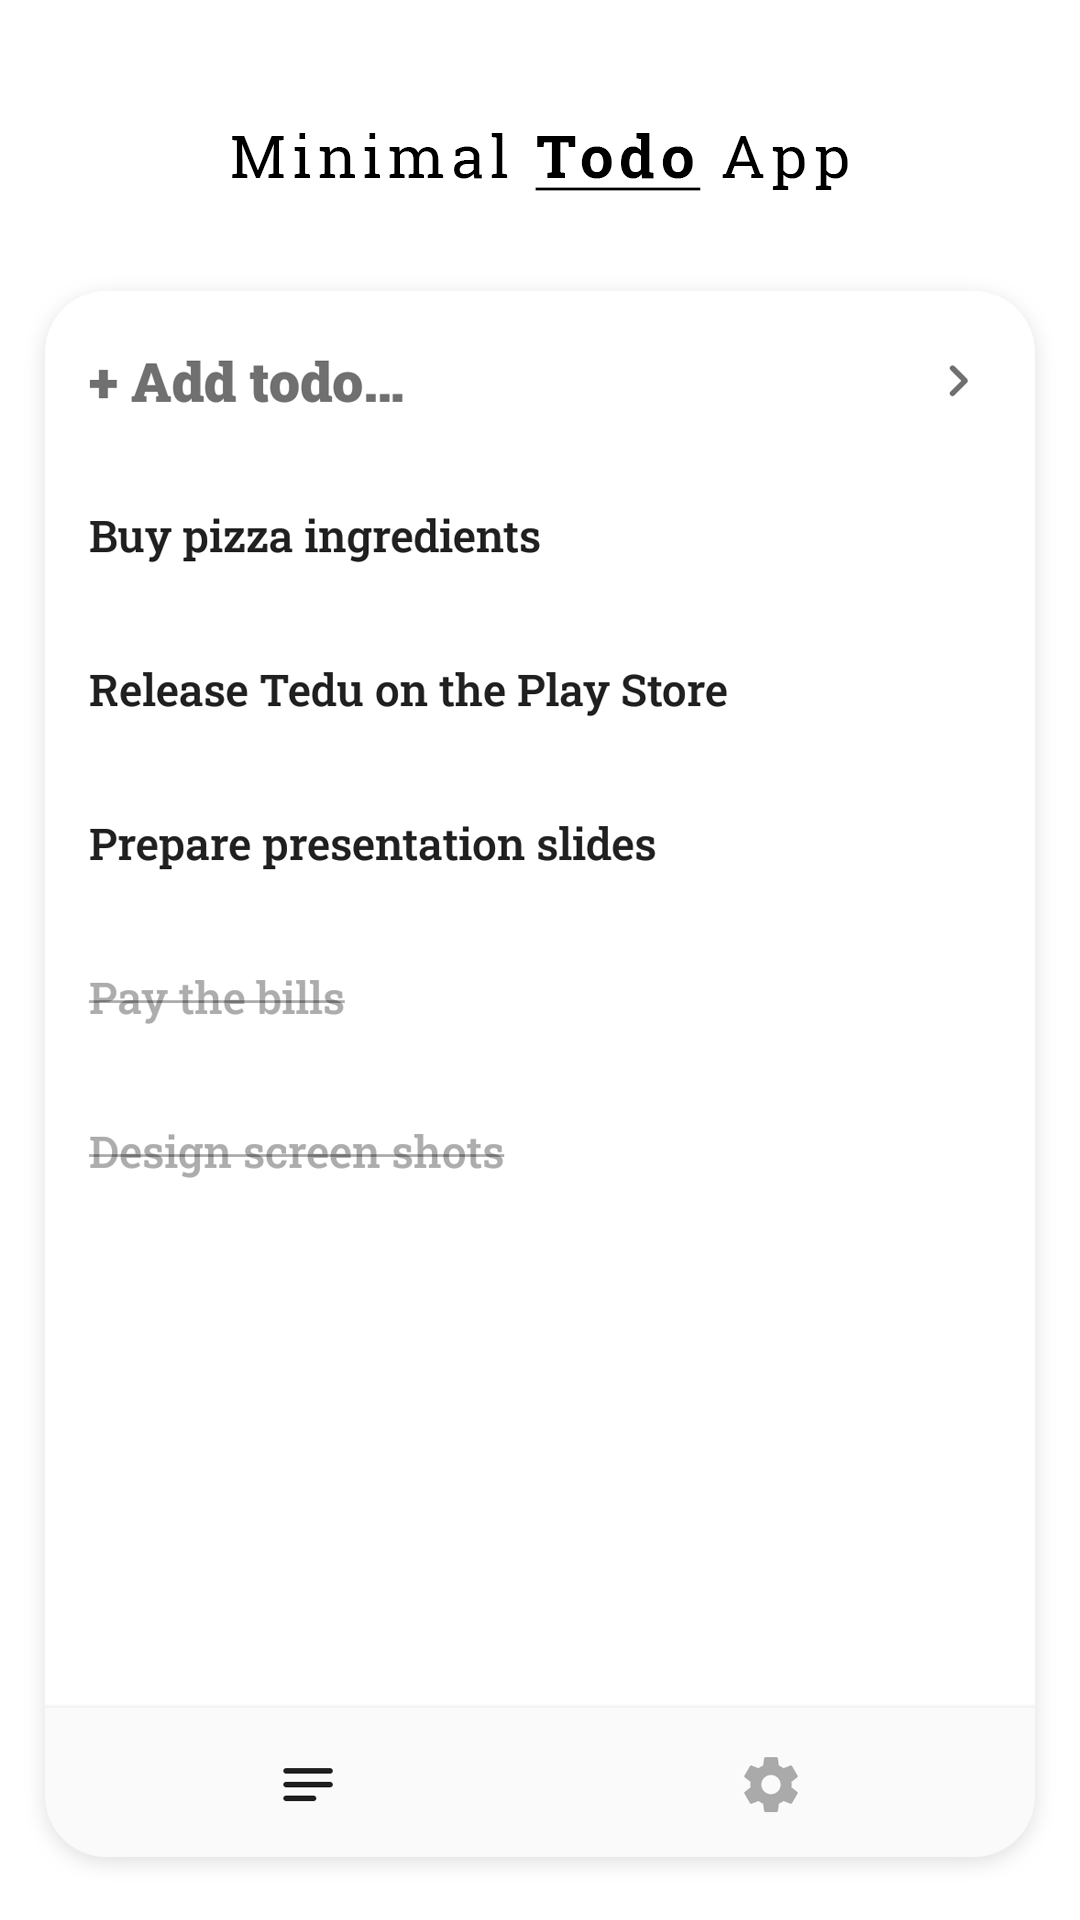 Minimal Todo App
+ Add todo...
Buy pizza ingredients
Release Tedu on the Play Store
Prepare presentation slides
Pay the bills
Design screen shots